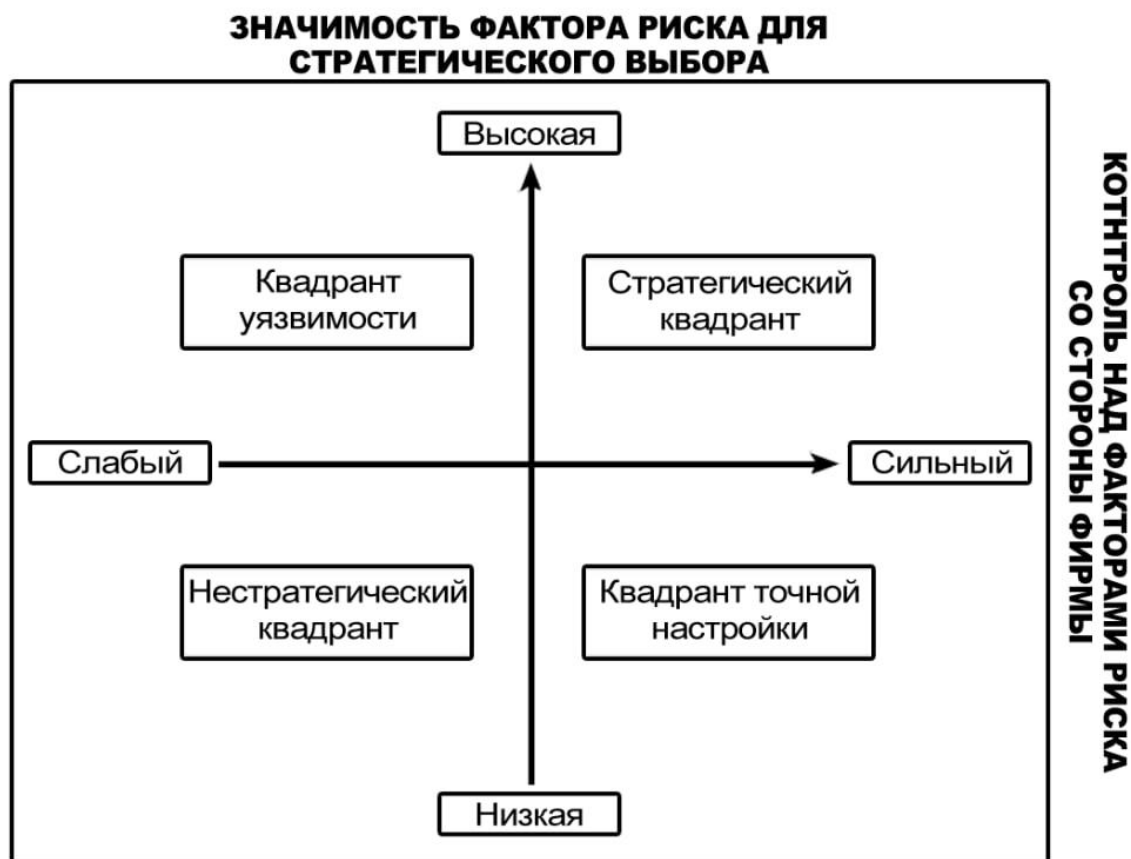 ЗНАЧИМОСТЬ ФАКТОРА РИСКА ДЛЯ
СТРАТЕГИЧЕСКОГО ВЫБОРА
Высокая
Квадрант
уязвимости
Стратегический
квадрант
Слабый
Сильный
Нестратегический
квадрант
Квадрант точной
настройки
Низкая
КОТНТРОЛЬ НАД ФАКТОРАМИ РИСКА
СО СТОРОНЫ ФИРМЫ